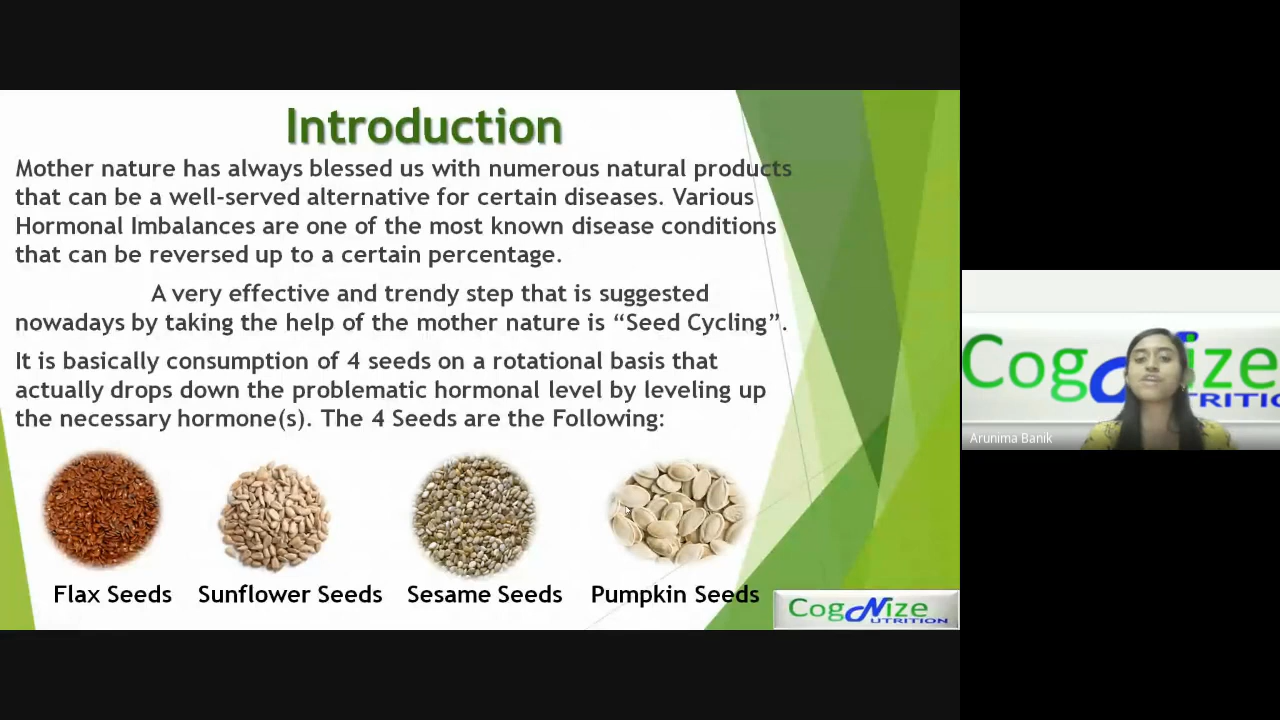 Introduction
Mother nature has always blessed us with numerous natural products
that can be a well-served alternative for certain diseases. Various
Hormonal Imbalances are one of the most known disease conditions
that can be reversed up to a certain percentage.
A very effective and trendy step that is suggested
nowadays by taking the help of the mother nature is “Seed Cycling”.
It is basically consumption of 4 seeds on a rotational basis that
actually drops down the problematic hormonal level by leveling up
the necessary hormone(s). The 4 Seeds are the Following:
Flax Seeds Sunflower Seeds Sesame Seeds Pumpkin Seeds
CogNize
UTRITION
Cog ize
TRITIO
Arunima Banik